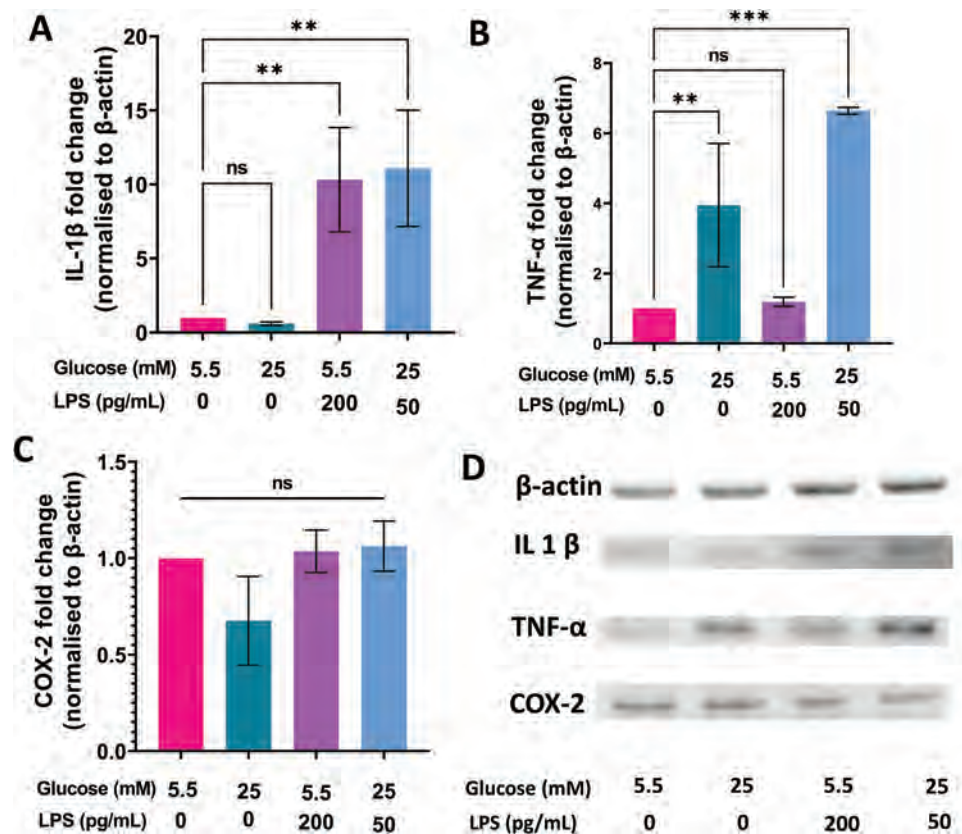 A
IL-1β fold change
(normalised to β-actin)
20
15
10
5
0
**
**
ns
Glucose (mM) 5.5 25 5.5 25
LPS (pg/mL) 0 0 200 50
B
TNF-α fold change
(normalised to β-actin)
8
6
4
2
0
***
ns
**
Glucose (mM) 5.5 25 5.5 25
LPS (pg/mL) 0 0 200 50
C
COX-2 fold change
(normalised to β-actin)
1.5
1.0
0.5
0.0
ns
Glucose (mM) 5.5 25 5.5 25
LPS (pg/mL) 0 0 200 50
D
β-actin
IL 1 β
TNF-α
COX-2
Glucose (mM) 5.5 25 5.5 25
LPS (pg/mL) 0 0 200 50